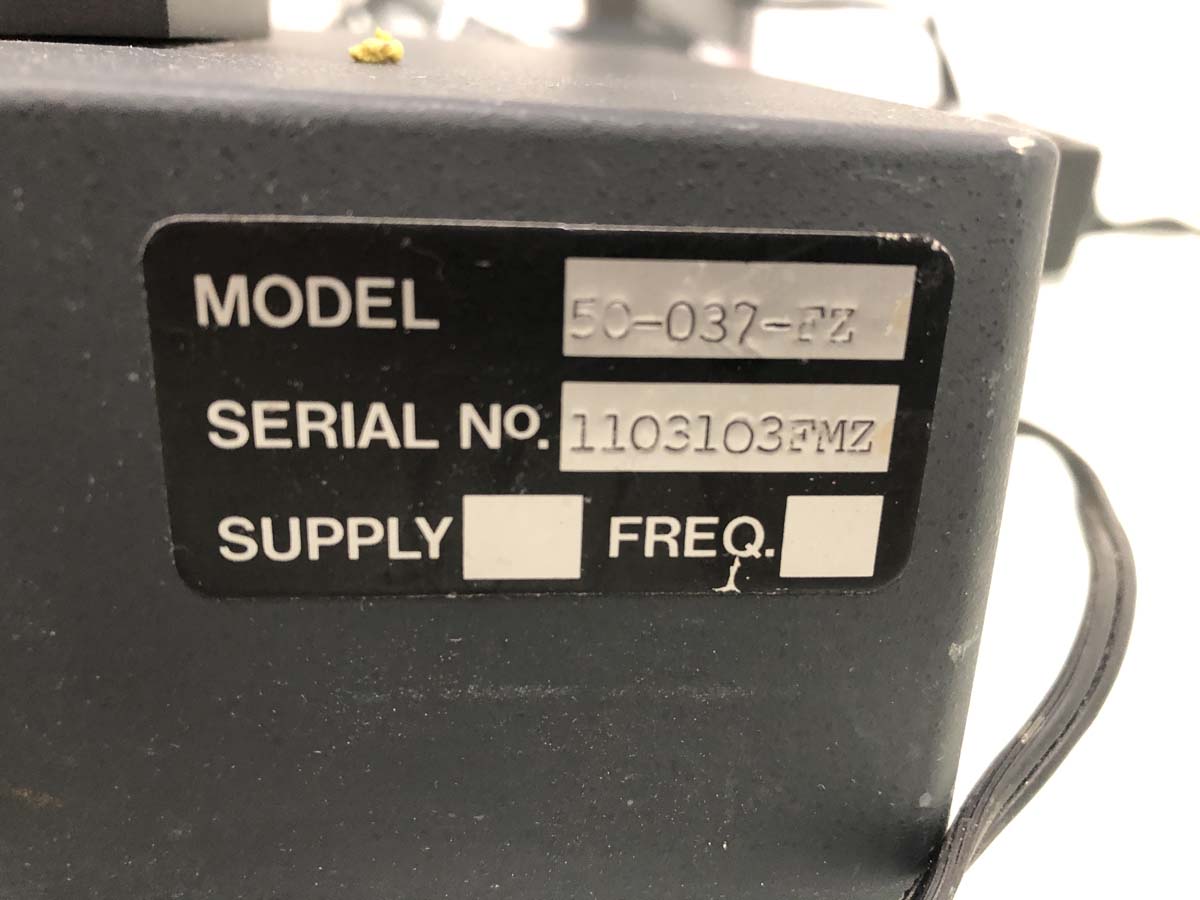 MODEL 50-037-FZ
SERIAL No. 1103103FMZ
SUPPLY FREQ.